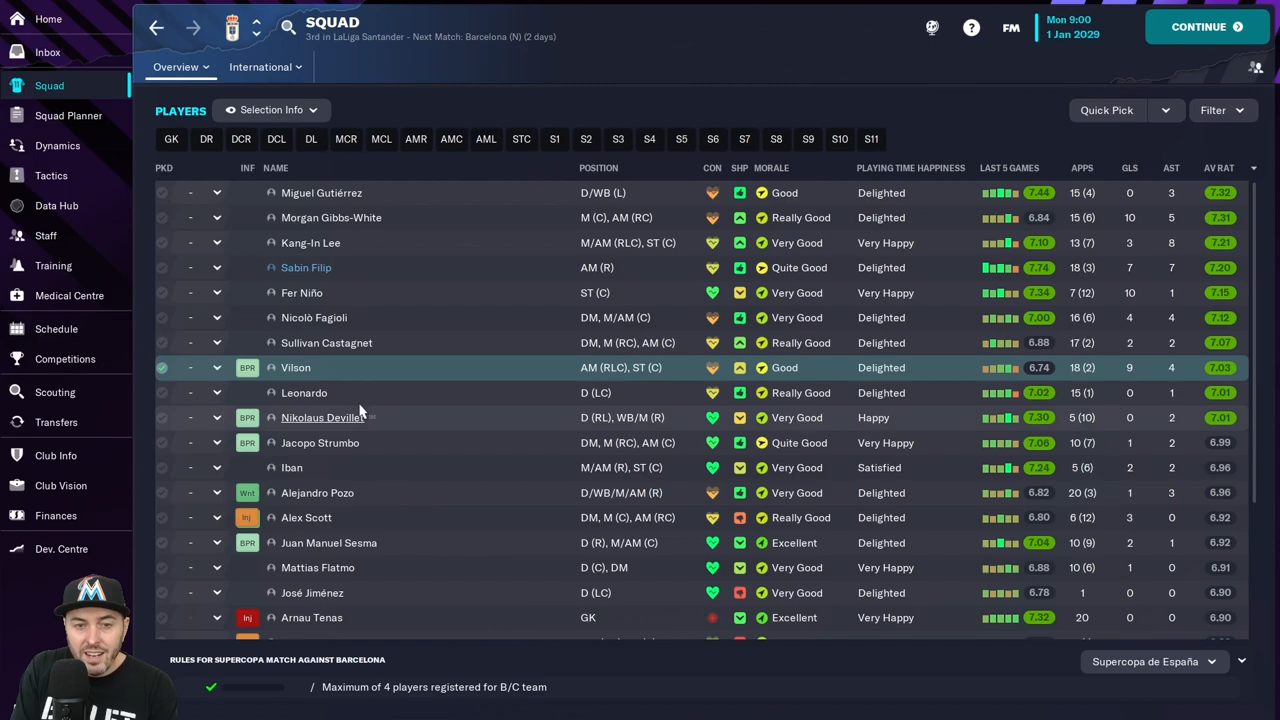 Home
Inbox
Squad
Squad Planner
Dynamics
Tactics
Data Hub
Staff
Training
Medical Centre
Schedule
Competitions
Scouting
Transfers
Club Info
Club Vision
Finances
Dev. Centre
SQUAD
3rd in LaLiga Santander - Next Match: Barcelona (N) (2 days)
? FM Mon 9:00
1 Jan 2029
CONTINUE
Overview International
PLAYERS Selection Info Quick Pick Filter
GK DR DCR DCL DL MCR MCL AMR AMC AML STC S1 S2 S3 S4 S5 S6 S7 S8 S9 S10 S11
PKD INF NAME POSITION CON SHP MORALE PLAYING TIME HAPPINESS LAST 5 GAMES APPS GLS AST AV RAT
- Miguel Gutiérrez D/WB (L) Good Delighted 7.44 15 (4) 0 3 7.32
- Morgan Gibbs-White M (C), AM (RC) Really Good Delighted 6.84 15 (6) 10 5 7.31
- Kang-In Lee M/AM (RLC), ST (C) Very Good Very Happy 7.10 13 (7) 3 8 7.21
- Sabin Filip AM (R) Quite Good Delighted 7.74 18 (3) 7 7 7.20
- Fer Niño ST (C) Very Good Very Happy 7.34 7 (12) 10 1 7.15
- Nicolò Fagioli DM, M/AM (C) Very Good Delighted 7.00 16 (6) 4 4 7.12
- Sullivan Castagnet DM, M (RC), AM (C) Really Good Delighted 6.88 17 (2) 2 2 7.07
- BPR Vilson AM (RLC), ST (C) Good Delighted 6.74 18 (2) 9 4 7.03
- Leonardo D (LC) Really Good Delighted 7.02 15 (1) 0 1 7.01
- BPR Nikolaus Deville D (RL), WB/M (R) Very Good Happy 7.30 5 (10) 0 2 7.01
- BPR Jacopo Strumbo DM, M (RC), AM (C) Quite Good Very Happy 7.06 10 (7) 1 2 6.99
- Iban M/AM (R), ST (C) Very Good Satisfied 7.24 5 (6) 2 2 6.96
- Wnt Alejandro Pozo D/WB/M/AM (R) Very Good Delighted 6.82 20 (3) 1 3 6.96
- Inj Alex Scott DM, M (C), AM (RC) Really Good Delighted 6.80 6 (12) 3 0 6.92
- BPR Juan Manuel Sesma D (R), M/AM (C) Excellent Delighted 7.04 10 (9) 2 1 6.92
- Mattias Flatmo D (C), DM Very Good Very Happy 6.88 10 (6) 1 0 6.91
- José Jiménez D (LC) Very Good Delighted 6.78 1 0 0 6.90
- Inj Arnau Tenas GK Excellent Very Happy 7.32 20 0 0 6.90
RULES FOR SUPERCOPA MATCH AGAINST BARCELONA Supercopa de España
/ Maximum of 4 players registered for B/C team